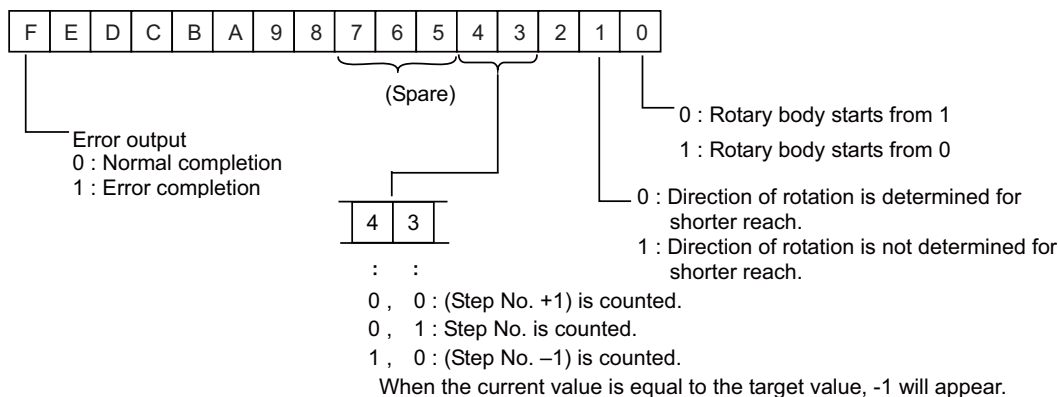 F E D C B A 9 8 7 6 5 4 3 2 1 0
(Spare)
Error output
0 : Normal completion
1 : Error completion
0 : Rotary body starts from 1
1 : Rotary body starts from 0
0 : Direction of rotation is determined for
shorter reach.
1 : Direction of rotation is not determined for
shorter reach.
4 3
: :
0 , 0 : (Step No. +1) is counted.
0 , 1 : Step No. is counted.
1 , 0 : (Step No. –1) is counted.
When the current value is equal to the target value, -1 will appear.